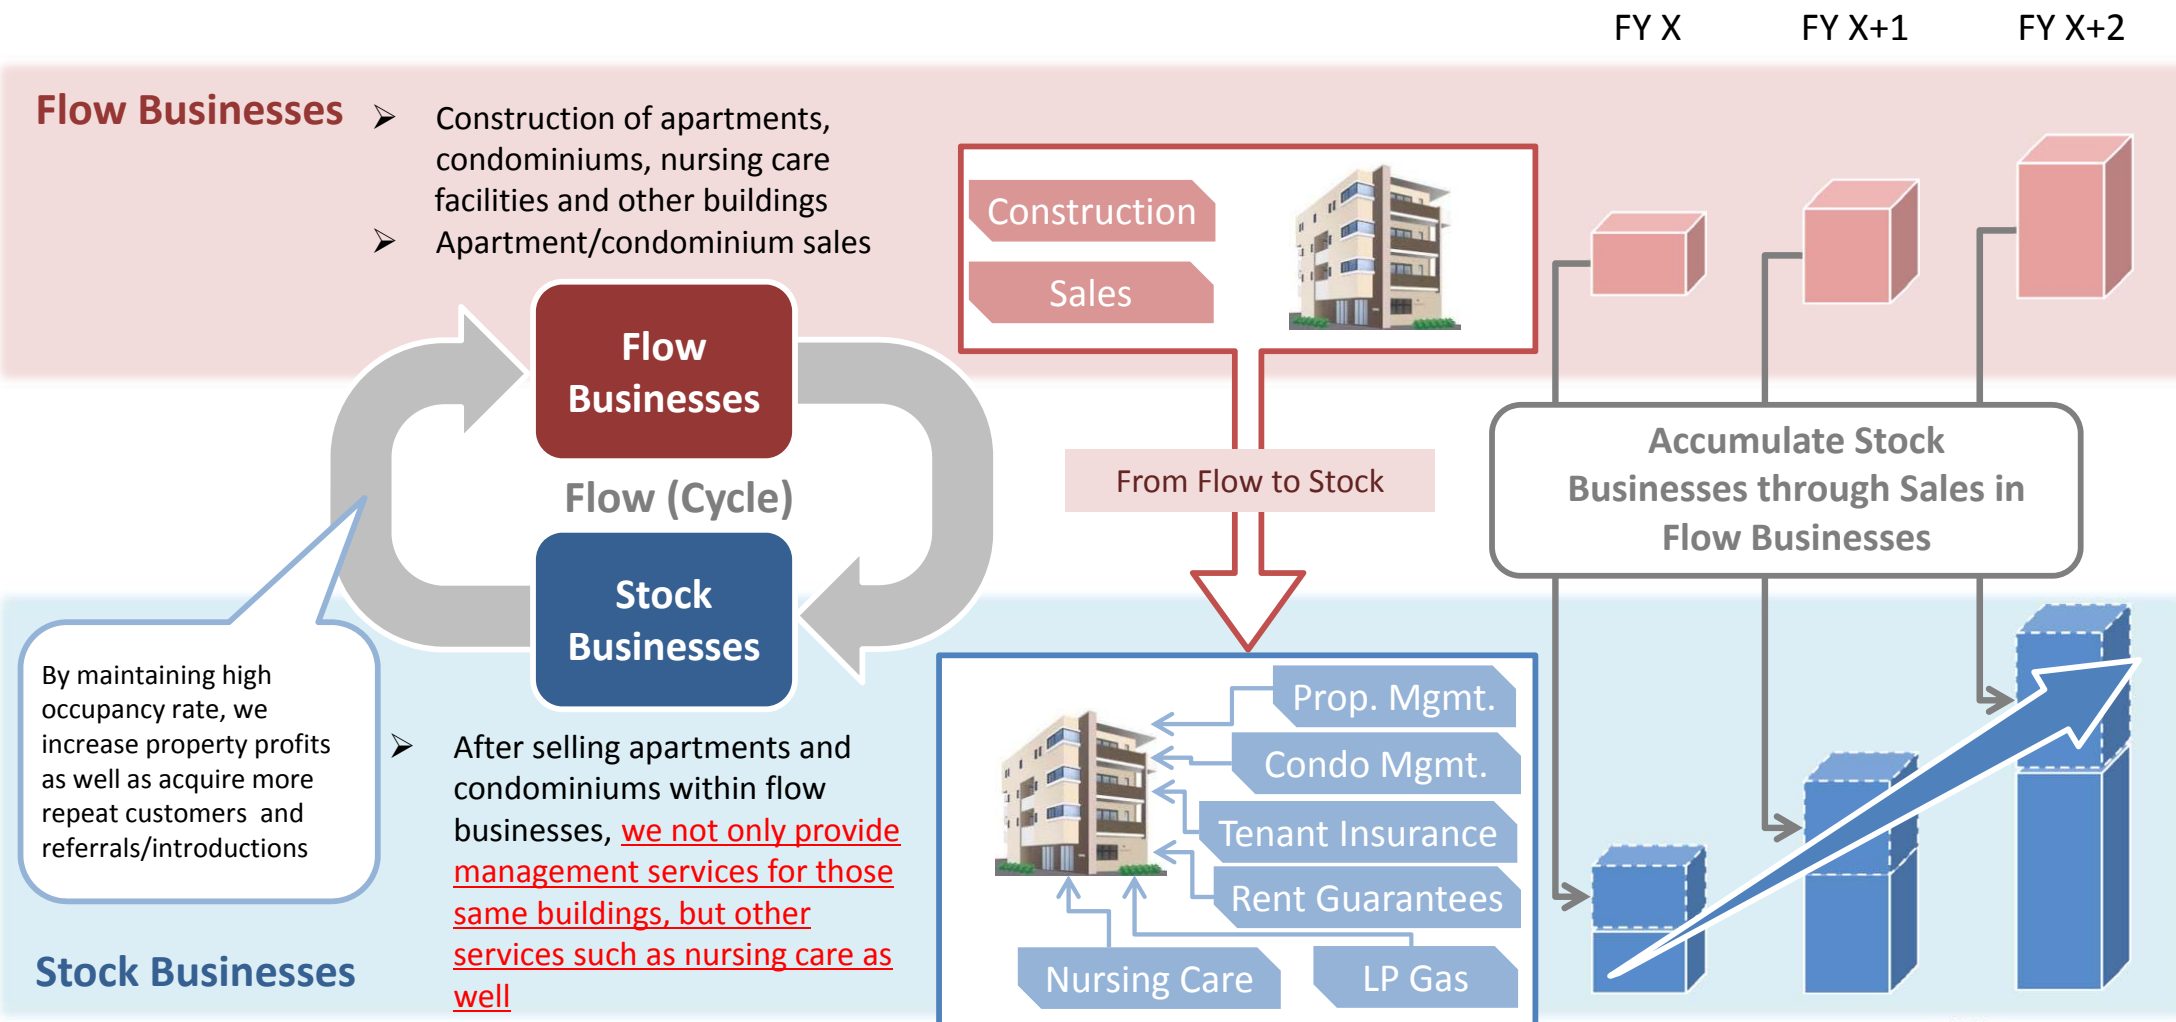 FY X
FY X+1
FY X+2
Flow Businesses
➢ Construction of apartments,
condominiums, nursing care
facilities and other buildings
➢ Apartment/condominium sales
Flow
Businesses
Flow (Cycle)
Stock
Businesses
By maintaining high
occupancy rate, we
increase property profits
as well as acquire more
repeat customers and
referrals/introductions
Stock Businesses
➢ After selling apartments and
condominiums within flow
businesses, we not only provide
management services for those
same buildings, but other
services such as nursing care as
well
Construction
Sales
From Flow to Stock
Prop. Mgmt.
Condo Mgmt.
Tenant Insurance
Rent Guarantees
Nursing Care
LP Gas
Accumulate Stock
Businesses through Sales in
Flow Businesses